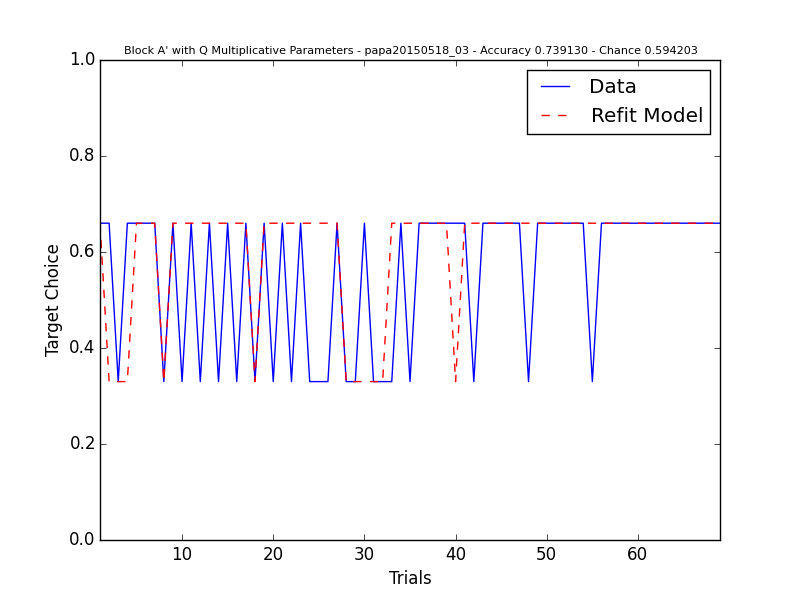 Block A' with Q Multiplicative Parameters - papa20150518_03 - Accuracy 0.739130 - Chance 0.594203
1.0
Data
Refit Model
0.8
0.6
Target Choice
0.4
0.2
0.0
10 20 30 40 50 60
Trials